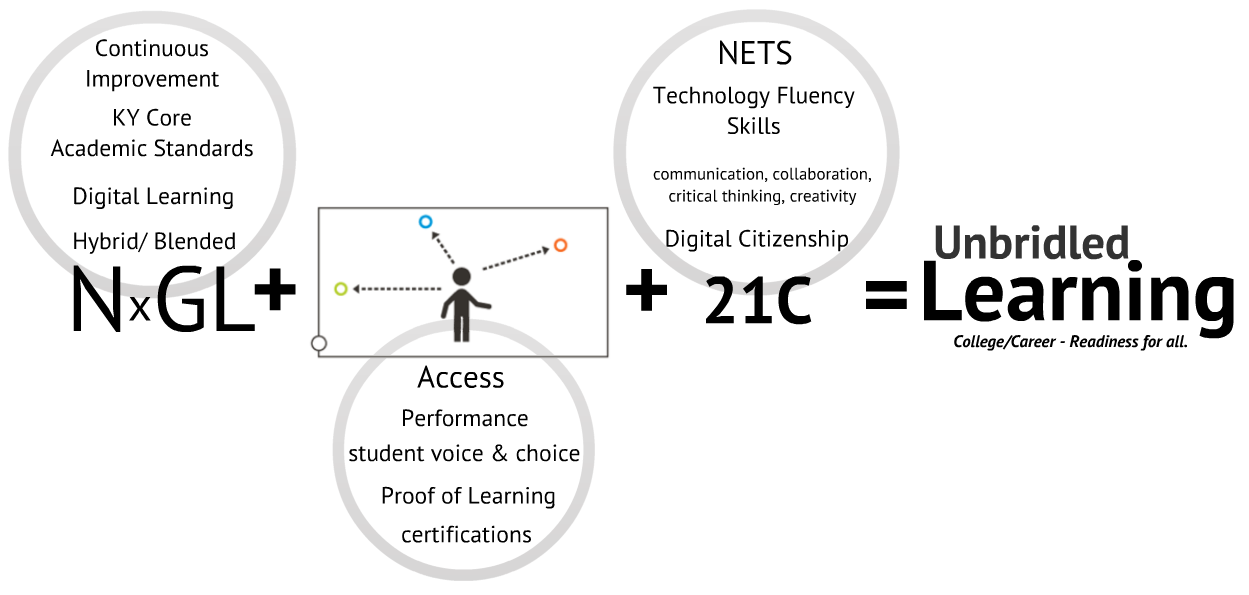 Continuous
Improvement
KY Core
Academic Standards
Digital Learning
Hybrid/ Blended
NxGL
+
Access
Performance
student voice & choice
Proof of Learning
certifications
+
NETS
Technology Fluency
Skills
communication, collaboration,
critical thinking, creativity
Digital Citizenship
21C
=
Unbridled
Learning
College/Career - Readiness for all.